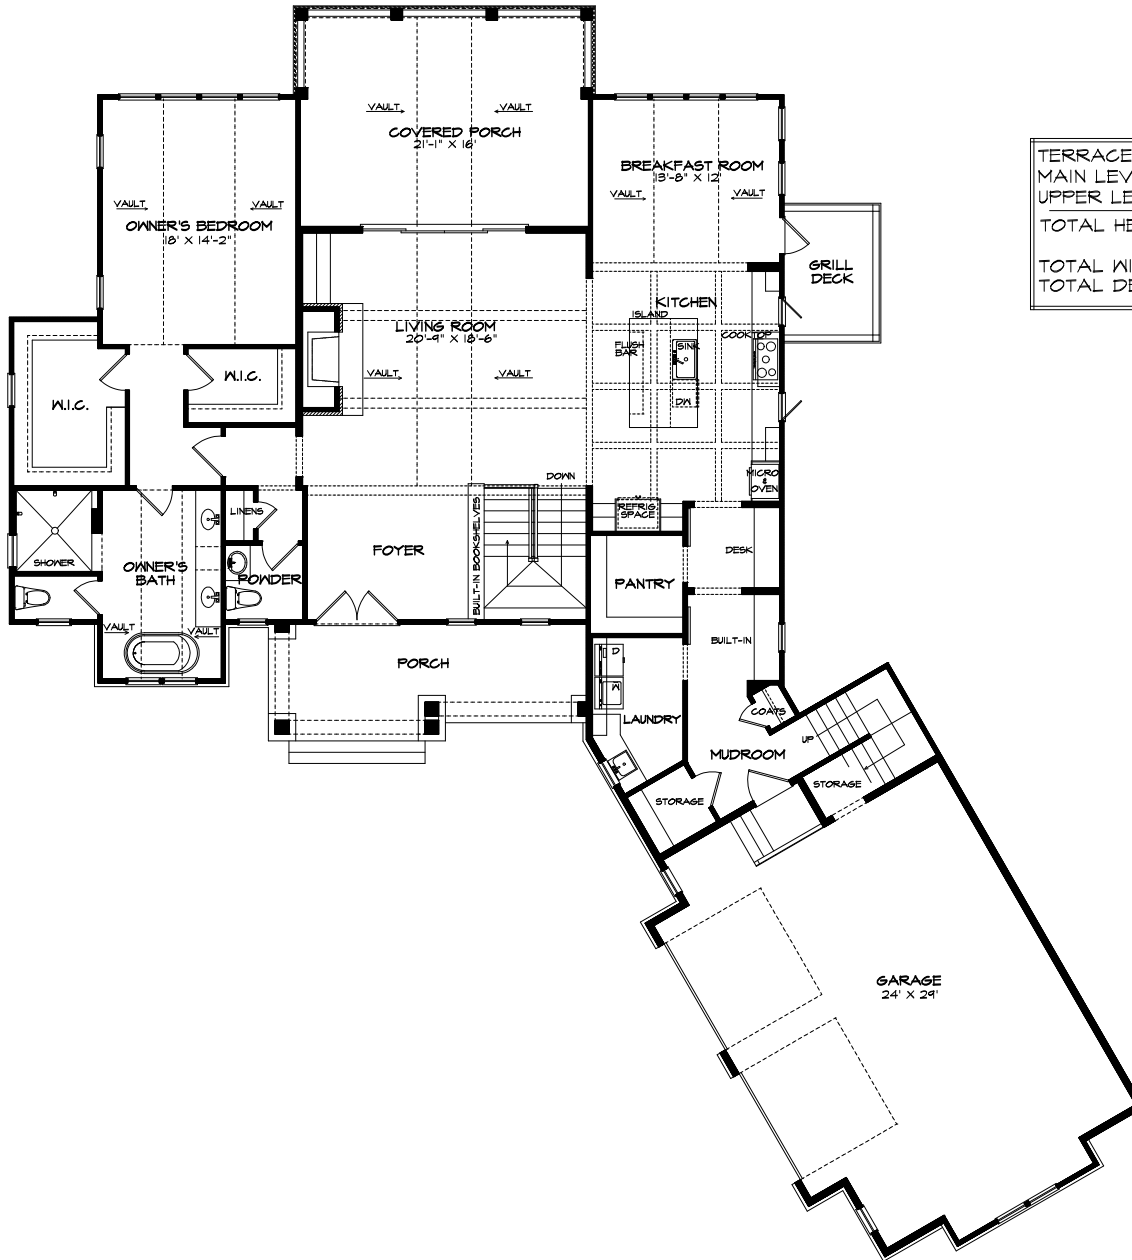 VAULT
VAULT
COVERED PORCH
21'-1" X 16'
BREAKFAST ROOM
13'-8" X 12'
VAULT
VAULT
TERRACE
MAIN LEV
UPPER LE
TOTAL HE
TOTAL WI
TOTAL DE
VAULT
VAULT
OWNER'S BEDROOM
18' X 14'-2"
GRILL
DECK
KITCHEN
ISLAND
LIVING ROOM
20'-9" X 18'-6"
FLUSH
BAR
SINK
COOKTOP
VAULT
VAULT
W.I.C.
W.I.C.
DW
DOWN
MICRO
&
OVEN
LINENS
REFRIG
SPACE
BUILT-IN BOOKSHELVES
FOYER
DESK
SHOWER
OWNER'S
BATH
POWDER
PANTRY
VAULT
VAULT
BUILT-IN
D
W
PORCH
COATS
LAUNDRY
UP
MUDROOM
STORAGE
STORAGE
GARAGE
24' X 29'